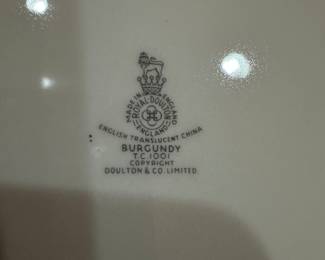 MADE IN ENGLAND
ROYAL·DOULTON
ENGLAND
ENGLISH TRANSLUCENT CHINA
BURGUNDY
T.C.1001
COPYRIGHT
DOULTON & CO. LIMITED.